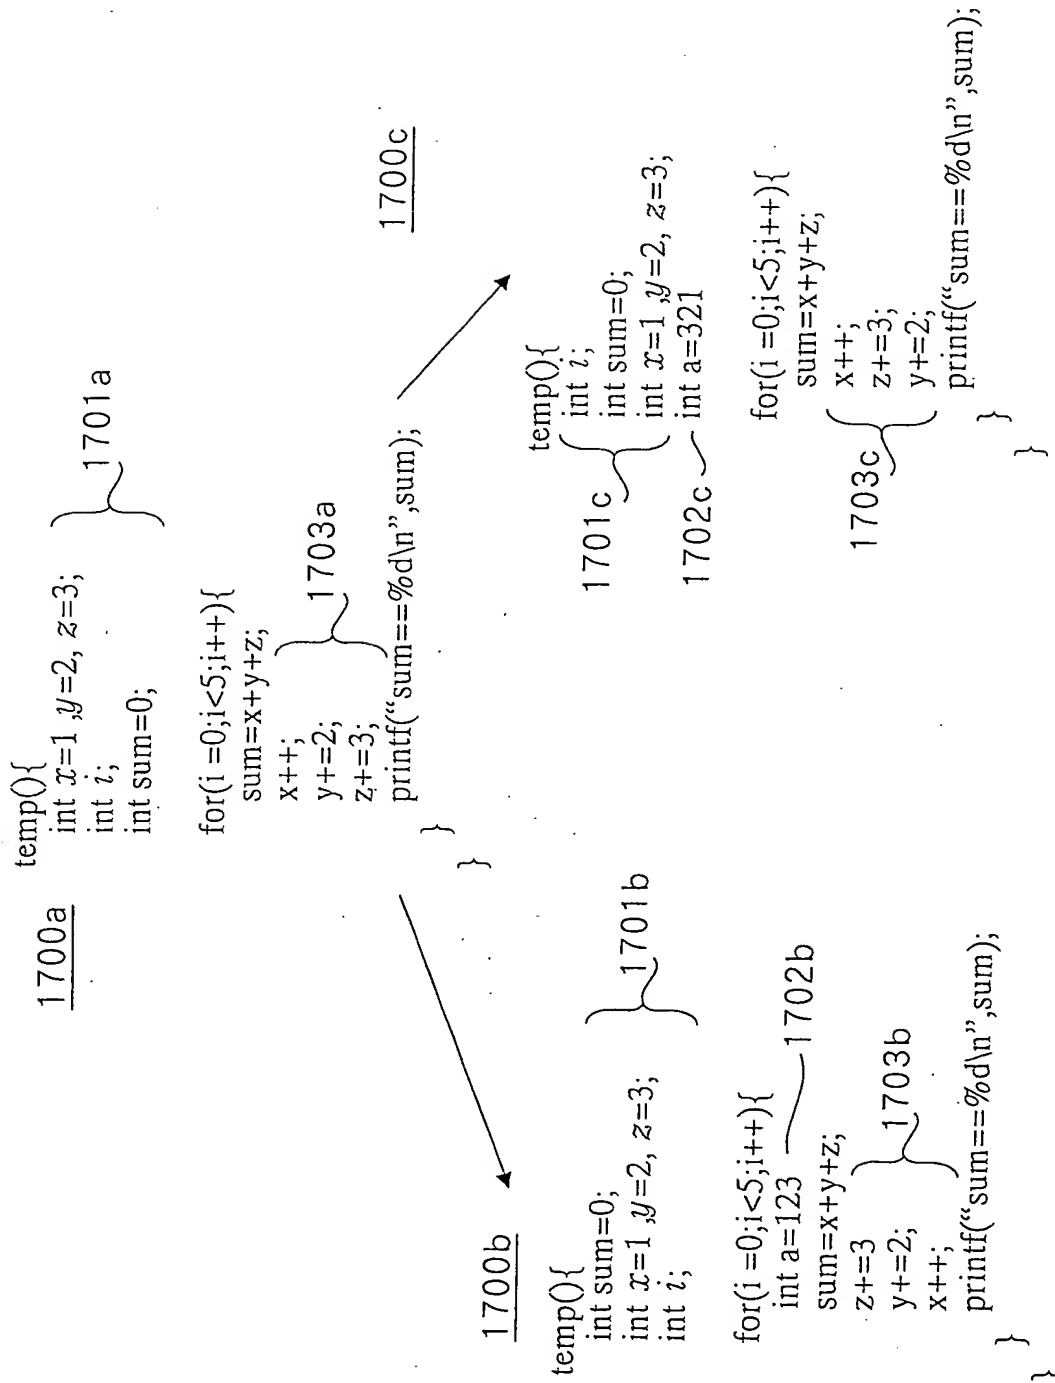 1700a
temp(){
int x=1 ,y=2, z=3;
int i;
int sum=0;
1701a
for(i =0;i<5;i++){
sum=x+y+z;
x++;
y+=2;
z+=3;
1703a
printf(“sum==%d\n”,sum);
}
}
1700b
temp(){
int sum=0;
int x=1 ,y=2, z=3;
int i;
1701b
for(i =0;i<5;i++){
int a=123
1702b
sum=x+y+z;
z+=3
y+=2;
x++;
1703b
printf(“sum==%d\n”,sum);
}
}
1700c
temp(){
int i;
int sum=0;
int x=1 ,y=2, z=3;
1701c
int a=321
1702c
for(i =0;i<5;i++){
sum=x+y+z;
x++;
z+=3;
y+=2;
1703c
printf(“sum==%d\n”,sum);
}
}